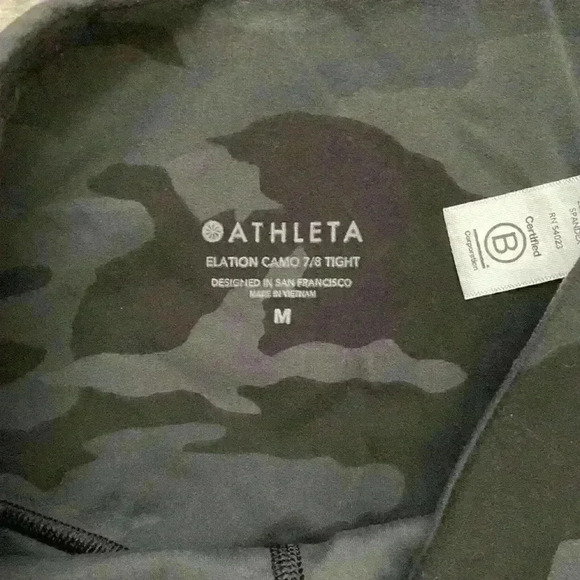 ATHLETA
ELATION CAMO 7/8 TIGHT
DESIGNED IN SAN FRANCISCO
MADE IN VIETNAM
M
Certified
B
Corporation
RN 54023
SPANDEX